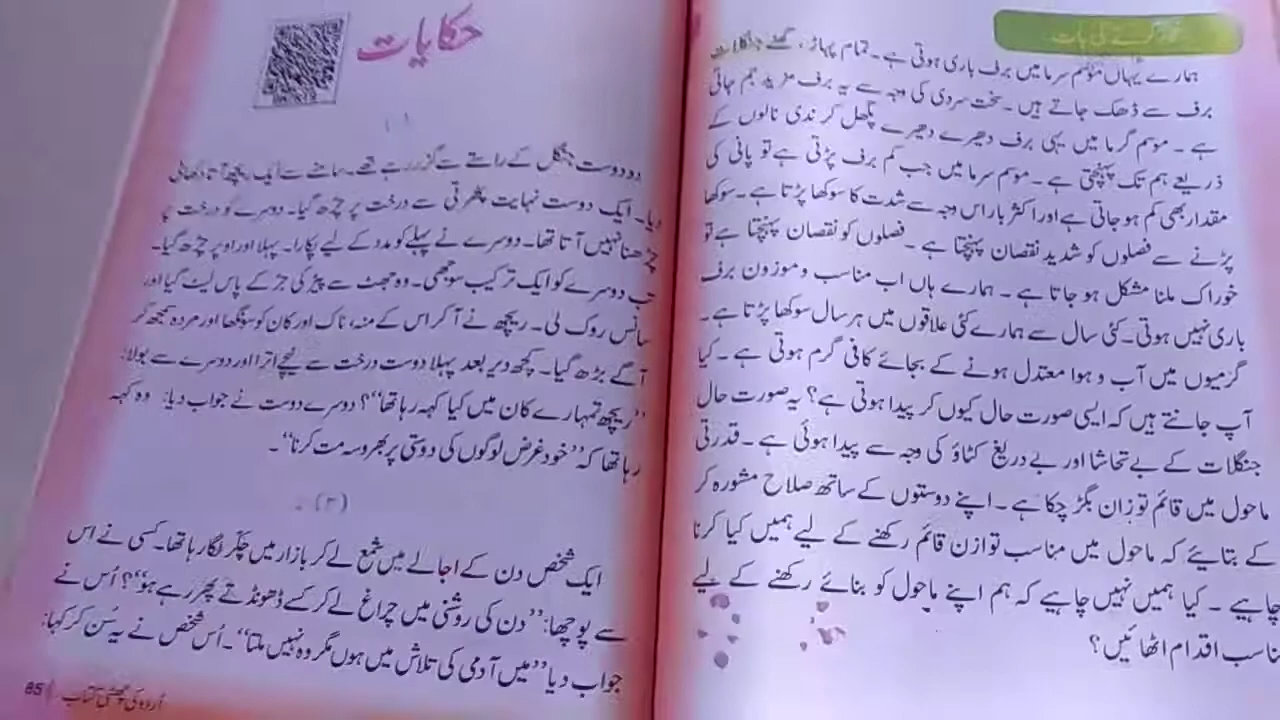 غور کرنے کی بات
ہمارے یہاں موسم سرما میں برف باری ہوتی ہے۔ تمام پہاڑ، گھنے جنگلات
برف سے ڈھک جاتے ہیں۔ سخت سردی کی وجہ سے یہ برف مزید جم جاتی
ہے۔ موسم گرما میں یہی برف دھیرے دھیرے پگھل کر ندی نالوں کے
ذریعے ہم تک پہنچتی ہے۔ موسم سرما میں جب کم برف پڑتی ہے تو پانی کی
مقدار بھی کم ہو جاتی ہے اور اکثر بار اس وجہ سے شدت کا سوکھا پڑتا ہے۔ سوکھا
پڑنے سے فصلوں کو شدید نقصان پہنچتا ہے۔ فصلوں کو نقصان پہنچتا ہے تو
خوراک ملنا مشکل ہو جاتا ہے۔ ہمارے ہاں اب مناسب و موزون برف
باری نہیں ہوتی۔ کئی سال سے ہمارے کئی علاقوں میں ہر سال سوکھا پڑتا ہے۔
گرمیوں میں آب و ہوا معتدل ہونے کے بجائے کافی گرم ہوتی ہے۔ کیا
آپ جانتے ہیں کہ ایسی صورت حال کیوں کر پیدا ہوتی ہے؟ یہ صورت حال
جنگلات کے بے تحاشا اور بے دریغ کٹاؤ کی وجہ سے پیدا ہوئی ہے۔ قدرتی
ماحول میں قائم توزان بگڑ چکا ہے۔ اپنے دوستوں کے ساتھ صلاح مشورہ کر
کے بتائیے کہ ماحول میں مناسب توازن قائم رکھنے کے لیے ہمیں کیا کرنا
چاہیے۔ کیا ہمیں نہیں چاہیے کہ ہم اپنے ماحول کو بنائے رکھنے کے لیے
مناسب اقدام اٹھائیں؟
حکایات
(۱)
دو دوست جنگل کے راستے سے گزر رہے تھے۔ سامنے سے ایک ریچھ آتا دکھائی
دیا۔ ایک دوست نہایت پھرتی سے درخت پر چڑھ گیا۔ دوسرے کو درخت پر
چڑھنا نہیں آتا تھا۔ دوسرے نے پہلے کو مدد کے لیے پکارا۔ پہلا اور اوپر چڑھ گیا۔
تب دوسرے کو ایک ترکیب سوجھی۔ وہ جھٹ سے پیڑ کی جڑ کے پاس لیٹ گیا اور
سانس روک لی۔ ریچھ نے آ کر اس کے منہ، ناک اور کان کو سونگھا اور مردہ سمجھ کر
آگے بڑھ گیا۔ کچھ دیر بعد پہلا دوست درخت سے نیچے اترا اور دوسرے سے بولا:
”ریچھ تمہارے کان میں کیا کہہ رہا تھا“؟ دوسرے دوست نے جواب دیا: وہ کہہ
رہا تھا کہ ”خود غرض لوگوں کی دوستی پر بھروسہ مت کرنا“۔
(۲)
ایک شخص دن کے اجالے میں شمع لے کر بازار میں چکّر لگا رہا تھا۔ کسی نے اس
سے پوچھا: ”دن کی روشنی میں چراغ لے کر کسے ڈھونڈتے پھر رہے ہو“؟ اُس نے
جواب دیا ”میں آدمی کی تلاش میں ہوں مگر وہ نہیں ملتا“۔ اُس شخص نے یہ سُن کر کہا:
اُردو کی چھٹی کتاب 85